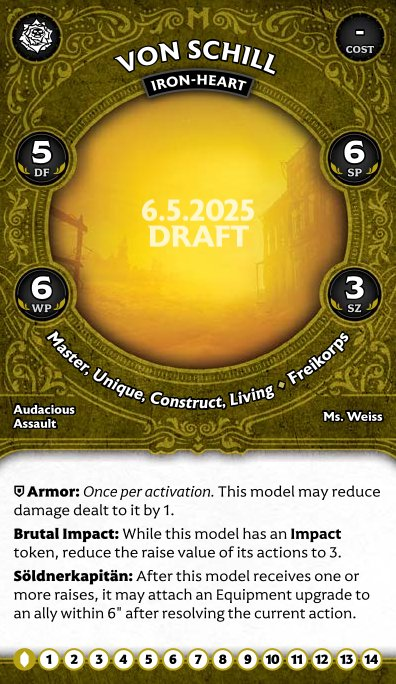 M
VON SCHILL
IRON-HEART
-
COST
5
DF
6
SP
6.5.2025
DRAFT
6
WP
3
SZ
Master, Unique, Construct, Living • Freikorps
Audacious
Assault
Ms. Weiss
Armor: Once per activation. This model may reduce
damage dealt to it by 1.
Brutal Impact: While this model has an Impact
token, reduce the raise value of its actions to 3.
Söldnerkapitän: After this model receives one or
more raises, it may attach an Equipment upgrade to
an ally within 6" after resolving the current action.
1 2 3 4 5 6 7 8 9 10 11 12 13 14